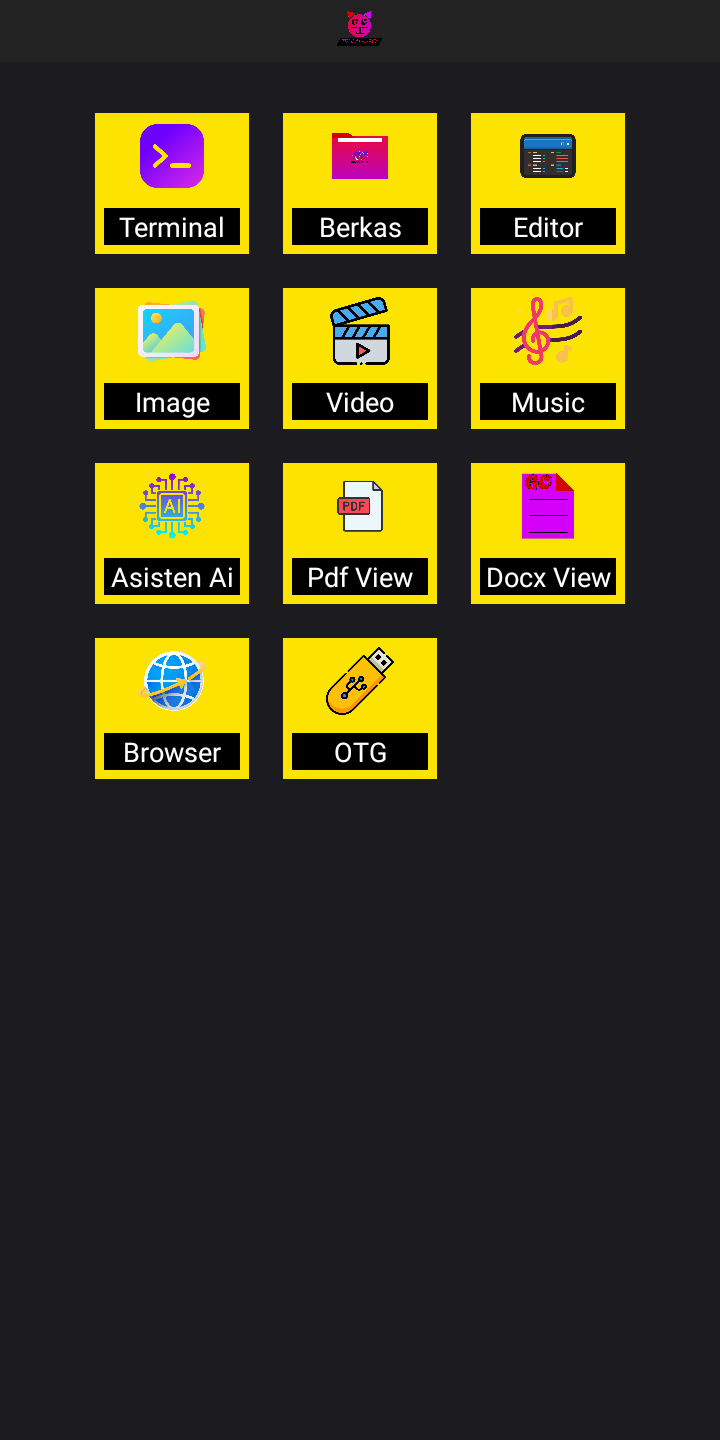 Terminal
Berkas
Editor
Image
Video
Music
AI
Asisten Ai
PDF
Pdf View
GC
Docx View
Browser
OTG